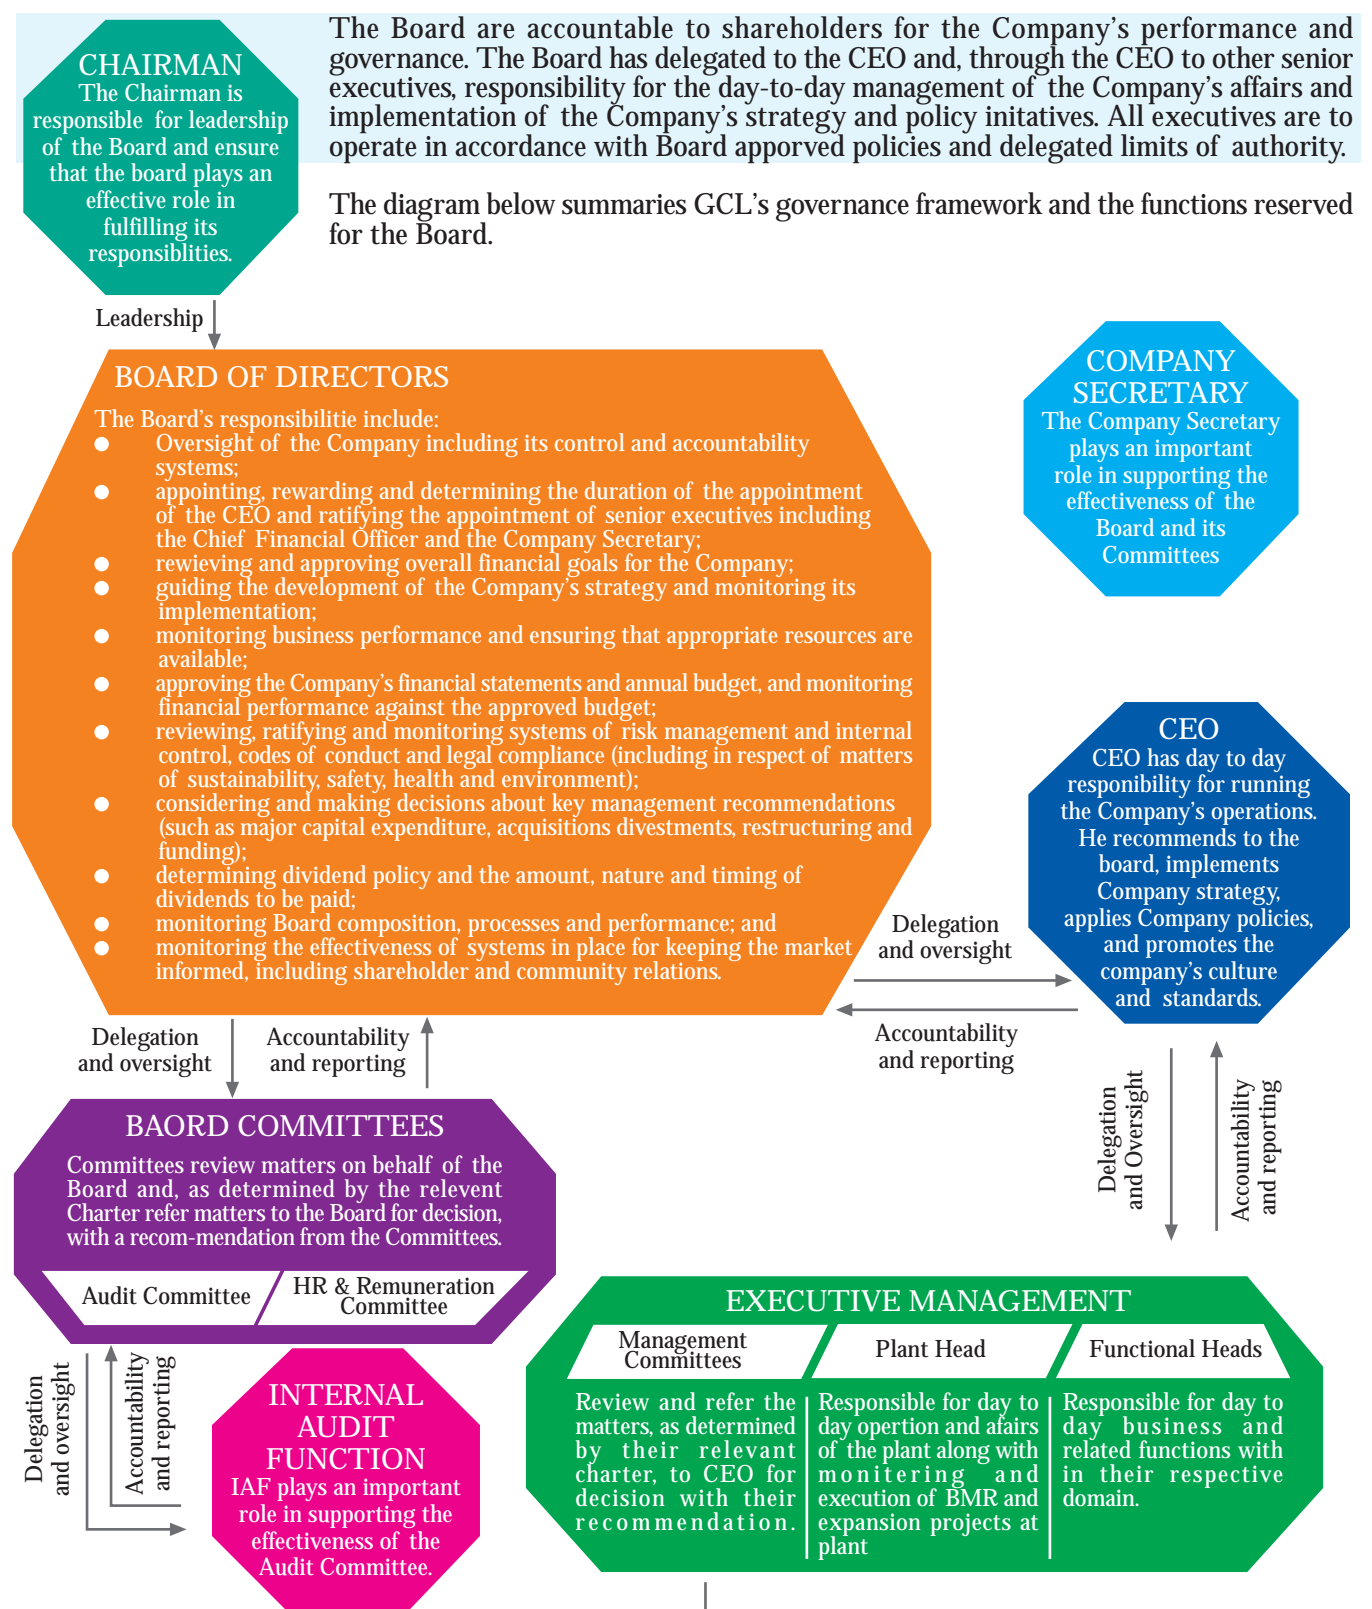 CHAIRMAN
The Chairman is
responsible for leadership
of the Board and ensure
that the board plays an
effective role in
fulfilling its
responsiblities.
The Board are accountable to shareholders for the Company's performance and
governance. The Board has delegated to the CEO and, through the CEO to other senior
executives, responsibility for the day-to-day management of the Company's affairs and
implementation of the Company's strategy and policy initatives. All executives are to
operate in accordance with Board apporved policies and delegated limits of authority.
The diagram below summaries GCL's governance framework and the functions reserved
for the Board.
Leadership
BOARD OF DIRECTORS
The Board's responsibilitie include:
● Oversight of the Company including its control and accountability
systems;
● appointing, rewarding and determining the duration of the appointment
of the CEO and ratifying the appointment of senior executives including
the Chief Financial Officer and the Company Secretary;
● rewieving and approving overall financial goals for the Company;
● guiding the development of the Company's strategy and monitoring its
implementation;
● monitoring business performance and ensuring that appropriate resources are
available;
● approving the Company's financial statements and annual budget, and monitoring
financial performance against the approved budget;
● reviewing, ratifying and monitoring systems of risk management and internal
control, codes of conduct and legal compliance (including in respect of matters
of sustainability, safety, health and environment);
● considering and making decisions about key management recommendations
(such as major capital expenditure, acquisitions divestments, restructuring and
funding);
● determining dividend policy and the amount, nature and timing of
dividends to be paid;
● monitoring Board composition, processes and performance; and
● monitoring the effectiveness of systems in place for keeping the market
informed, including shareholder and community relations.
COMPANY
SECRETARY
The Company Secretary
plays an important
role in supporting the
effectiveness of the
Board and its
Committees
CEO
CEO has day to day
responibility for running
the Company's operations.
He recommends to the
board, implements
Company strategy,
applies Company policies,
and promotes the
company's culture
and standards.
Delegation
and oversight
Accountability
and reporting
Delegation
and oversight
Accountability
and reporting
Delegation
and Oversight
Accountability
and reporting
BAORD COMMITTEES
Committees review matters on behalf of the
Board and, as determined by the relevent
Charter refer matters to the Board for decision,
with a recom-mendation from the Committees.
Audit Committee
HR & Remuneration
Committee
Delegation
and oversight
Accountability
and reporting
INTERNAL
AUDIT
FUNCTION
IAF plays an important
role in supporting the
effectiveness of the
Audit Committee.
EXECUTIVE MANAGEMENT
Management
Committees
Review and refer the
matters, as determined
by their relevant
charter, to CEO for
decision with their
recommendation.
Plant Head
Responsible for day to
day opertion and afairs
of the plant along with
monitering and
execution of BMR and
expansion projects at
plant
Functional Heads
Responsible for day to
day business and
related functions with
in their respective
domain.